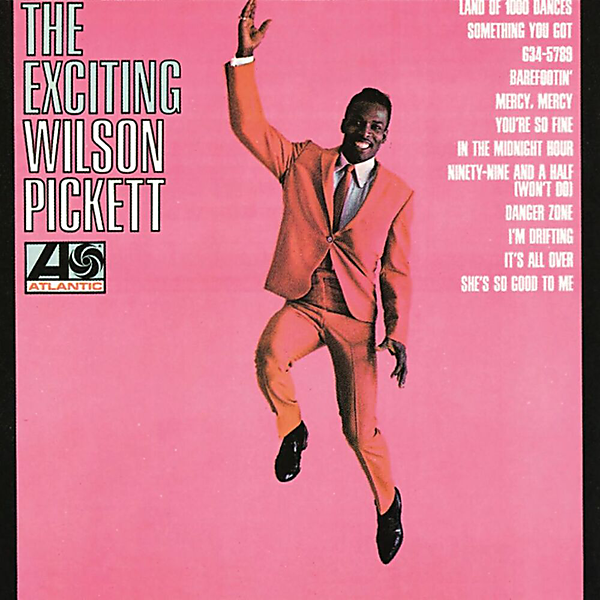 THE
EXCITING
WILSON
PICKETT
ATLANTIC
LAND OF 1000 DANCES
SOMETHING YOU GOT
634-5789
BAREFOOTIN'
MERCY, MERCY
YOU'RE SO FINE
IN THE MIDNIGHT HOUR
NINETY-NINE AND A HALF
(WON'T DO)
DANGER ZONE
I'M DRIFTING
IT'S ALL OVER
SHE'S SO GOOD TO ME